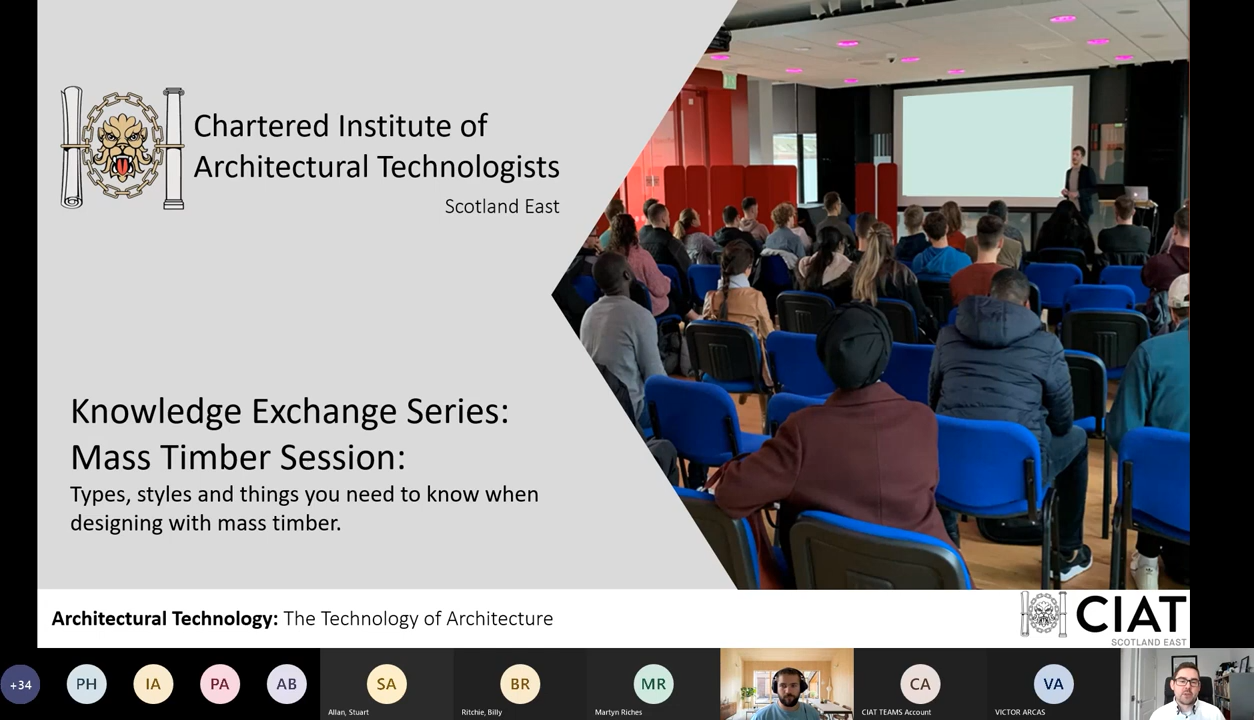 Chartered Institute of
Architectural Technologists
Scotland East
Knowledge Exchange Series:
Mass Timber Session:
Types, styles and things you need to know when
designing with mass timber.
Architectural Technology: The Technology of Architecture
CIAT
SCOTLAND EAST
+34
PH
IA
PA
AB
SA
Allan, Stuart
BR
Ritchie, Billy
MR
Martyn Riches
CA
CIAT TEAMS Account
VA
VICTOR ARCAS